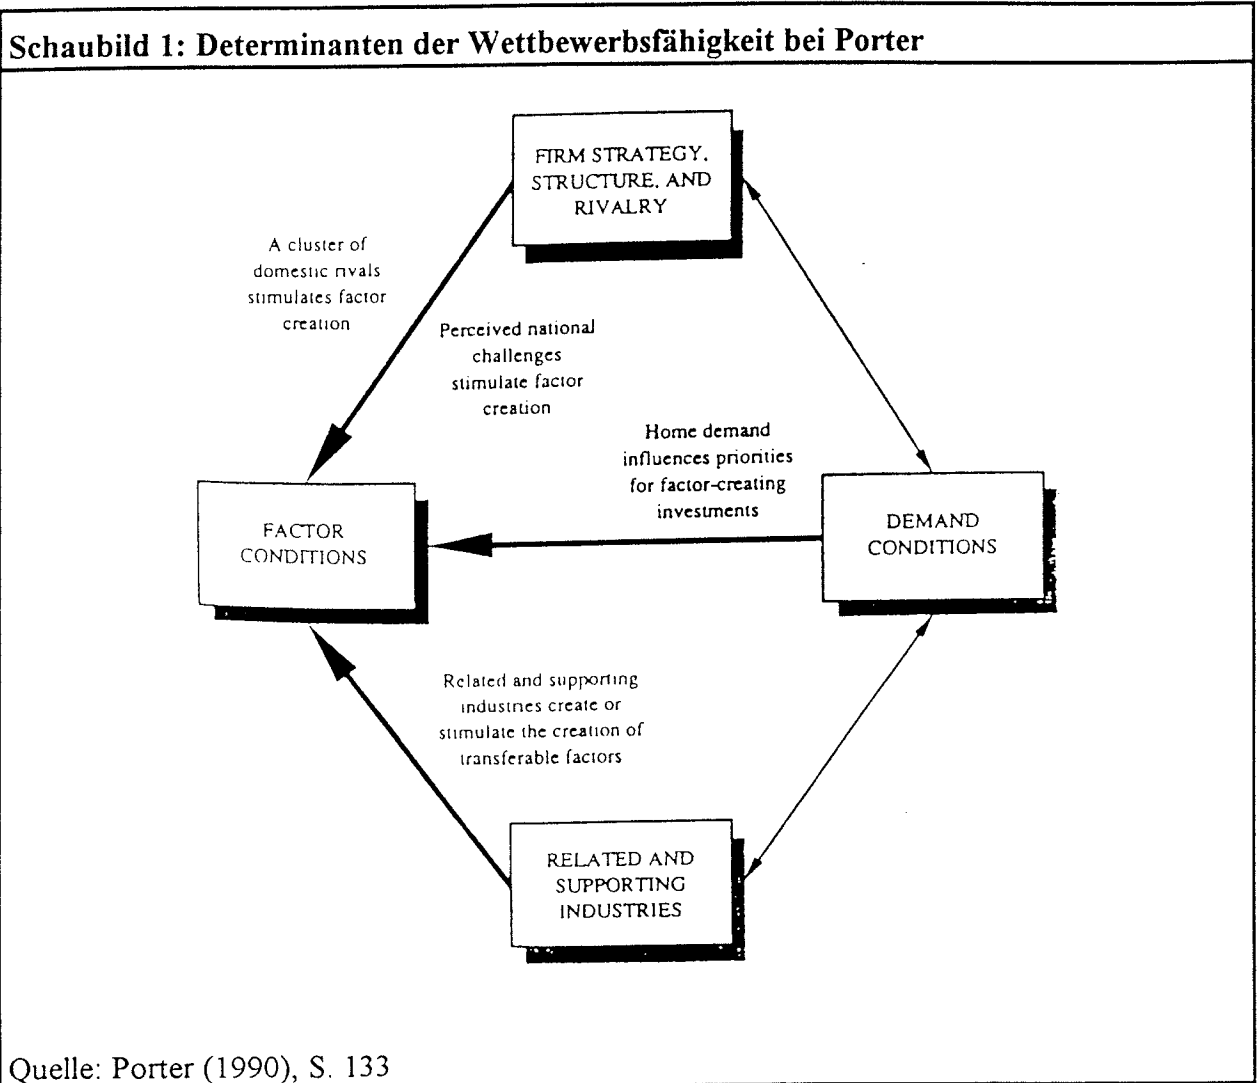 Schaubild 1: Determinanten der Wettbewerbsfähigkeit bei Porter
FIRM STRATEGY,
STRUCTURE, AND
RIVALRY
A cluster of
domestic rivals
stimulates factor
creation
Perceived national
challenges
stimulate factor
creation
Home demand
influences priorities
for factor-creating
investments
FACTOR
CONDITIONS
DEMAND
CONDITIONS
Related and supporting
industries create or
stimulate the creation of
transferable factors
RELATED AND
SUPPORTING
INDUSTRIES
Quelle: Porter (1990), S. 133